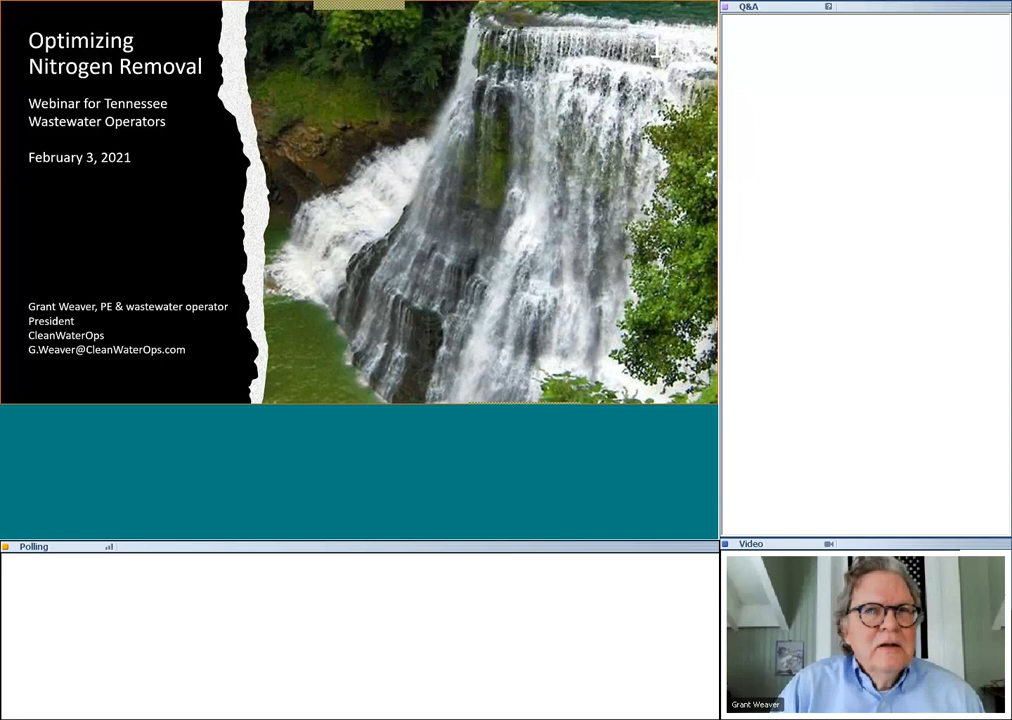 Optimizing
Nitrogen Removal
Webinar for Tennessee
Wastewater Operators
February 3, 2021
Grant Weaver, PE & wastewater operator
President
CleanWaterOps
G.Weaver@CleanWaterOps.com
Q&A
Polling
Video
Grant Weaver